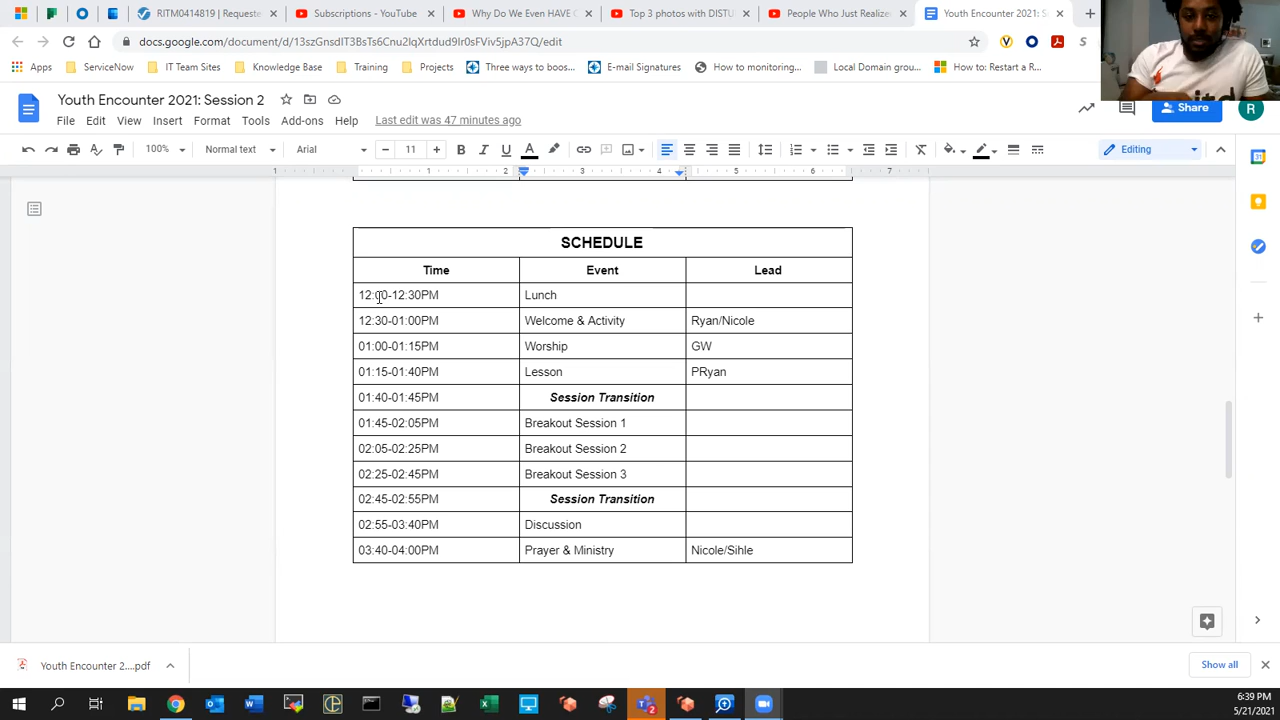 RITM0414819 | Requeste
Subscriptions - YouTube
Why Do We Even HAVE
Top 3 photos with DISTU
People Who Just Realize
Youth Encounter 2021: S
docs.google.com/document/d/13szGnsdIT3BsTs6Cnu2lqXrtdud9Ir0sFViv5jpA37Q/edit
Apps ServiceNow IT Team Sites Knowledge Base Training Projects Three ways to boos... E-mail Signatures How to monitoring... Local Domain grou... How to: Restart a R...
Youth Encounter 2021: Session 2
File Edit View Insert Format Tools Add-ons Help Last edit was 47 minutes ago
Share
R
100% Normal text Arial 11 Editing
1 1 2 3 4 5 6 7
SCHEDULE
Time Event Lead
12:00-12:30PM Lunch
12:30-01:00PM Welcome & Activity Ryan/Nicole
01:00-01:15PM Worship GW
01:15-01:40PM Lesson PRyan
01:40-01:45PM Session Transition
01:45-02:05PM Breakout Session 1
02:05-02:25PM Breakout Session 2
02:25-02:45PM Breakout Session 3
02:45-02:55PM Session Transition
02:55-03:40PM Discussion
03:40-04:00PM Prayer & Ministry Nicole/Sihle
Youth Encounter 2....pdf
Show all
6:39 PM
5/21/2021